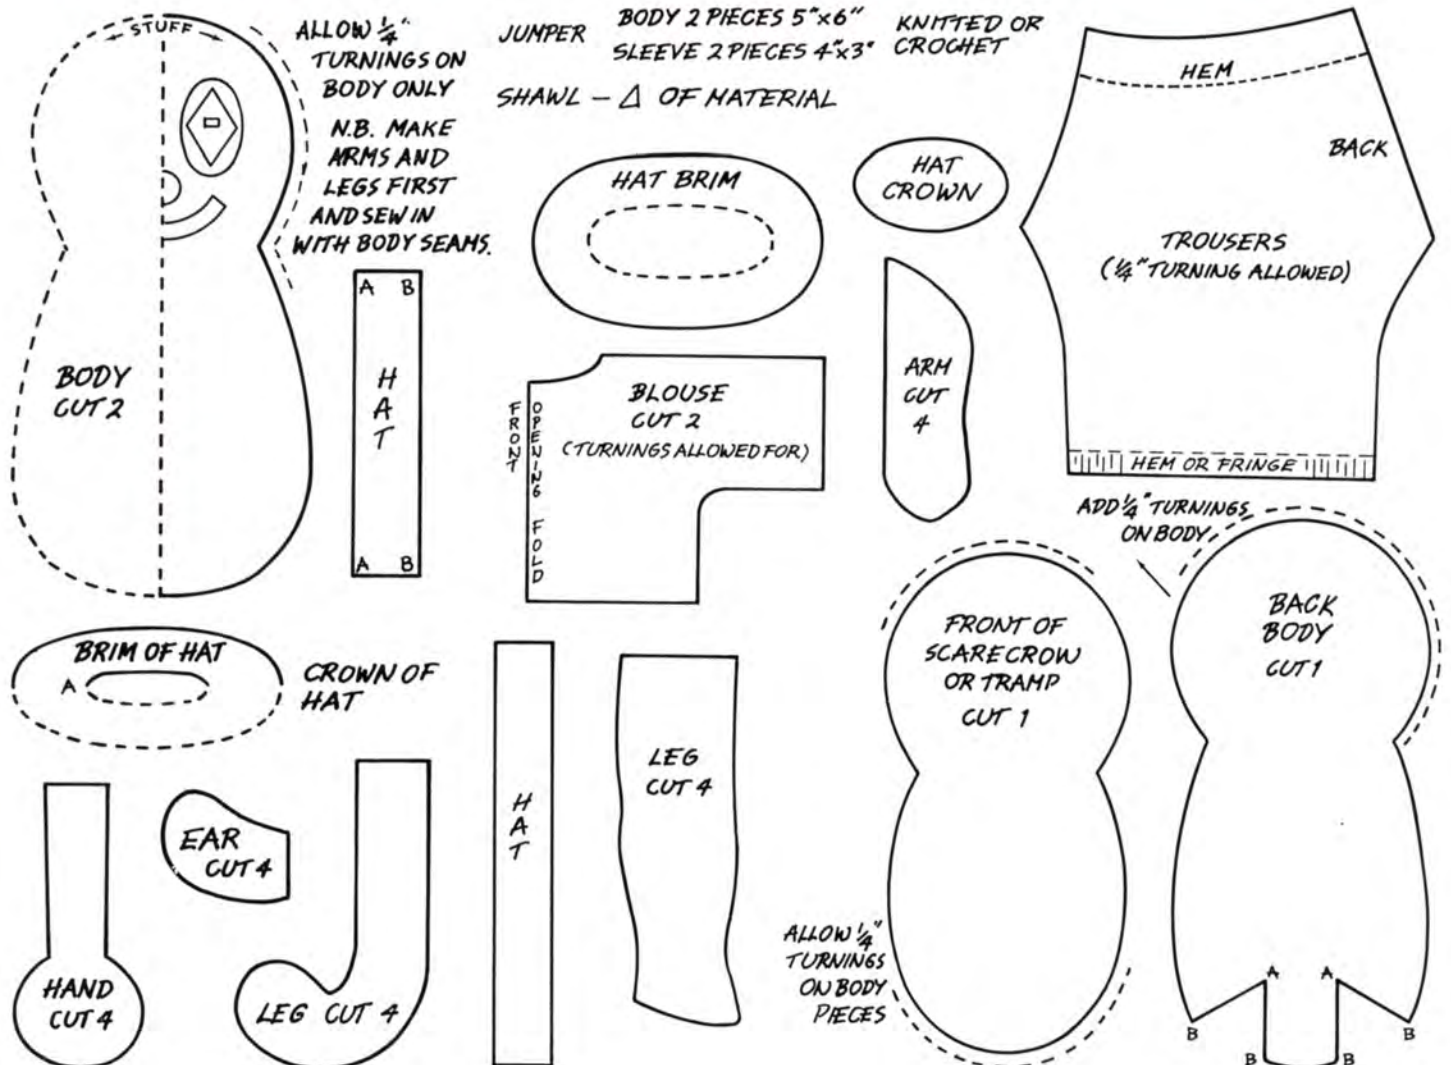 STUFF
ALLOW 1/4"
TURNINGS ON
BODY ONLY
N.B. MAKE
ARMS AND
LEGS FIRST
AND SEW IN
WITH BODY SEAMS.
BODY
CUT 2
A B
HAT
A B
JUMPER
BODY 2 PIECES 5"x6"
SLEEVE 2 PIECES 4"x3"
KNITTED OR
CROCHET
SHAWL – Δ OF MATERIAL
HAT BRIM
HAT
CROWN
HEM
BACK
TROUSERS
(1/4" TURNING ALLOWED)
HEM OR FRINGE
FRONT
OPENING FOLD
BLOUSE
CUT 2
(TURNINGS ALLOWED FOR)
ARM
CUT
4
BRIM OF HAT
A
CROWN OF
HAT
HAND
CUT 4
EAR
CUT 4
LEG CUT 4
HAT
LEG
CUT 4
FRONT OF
SCARECROW
OR TRAMP
CUT 1
ALLOW 1/4"
TURNINGS
ON BODY
PIECES
ADD 1/4" TURNINGS
ON BODY
BACK
BODY
CUT 1
A A
B B
B B